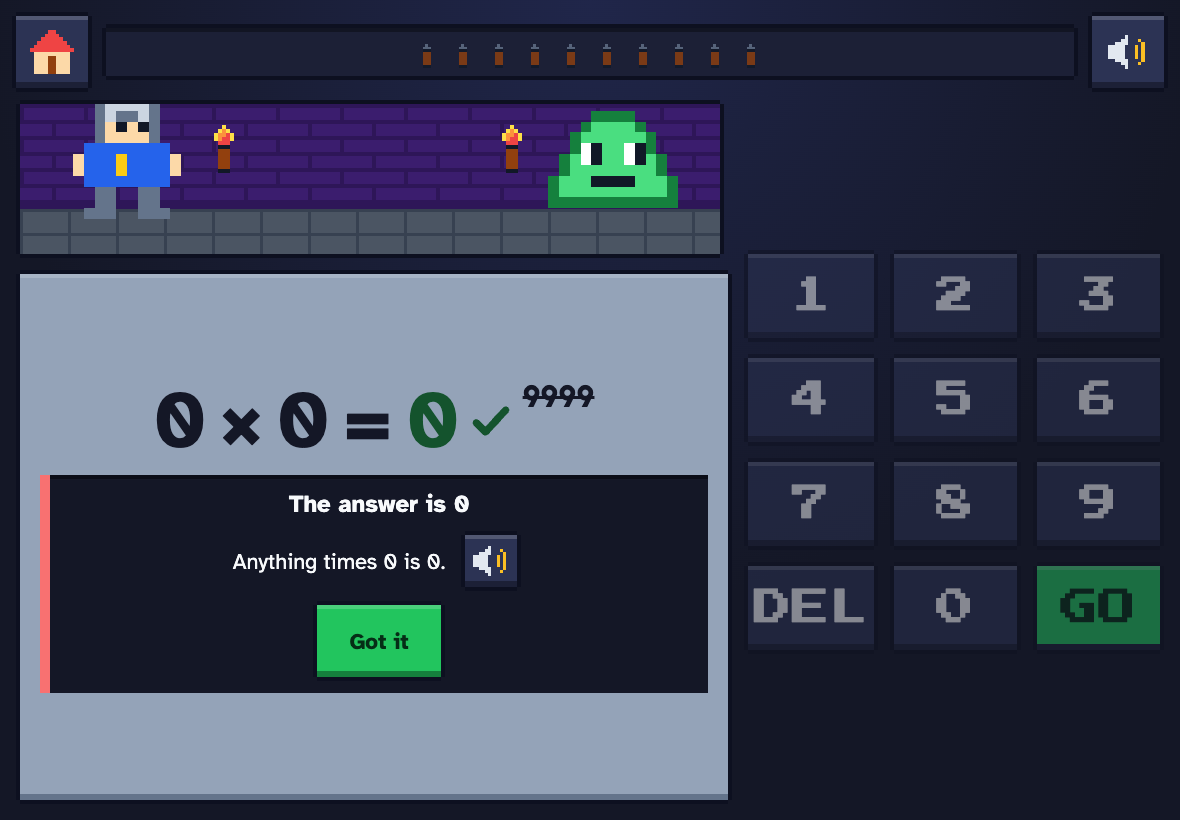 0 × 0 = 0 ✓ 9999
The answer is 0
Anything times 0 is 0.
Got it
1 2 3
4 5 6
7 8 9
DEL 0 GO